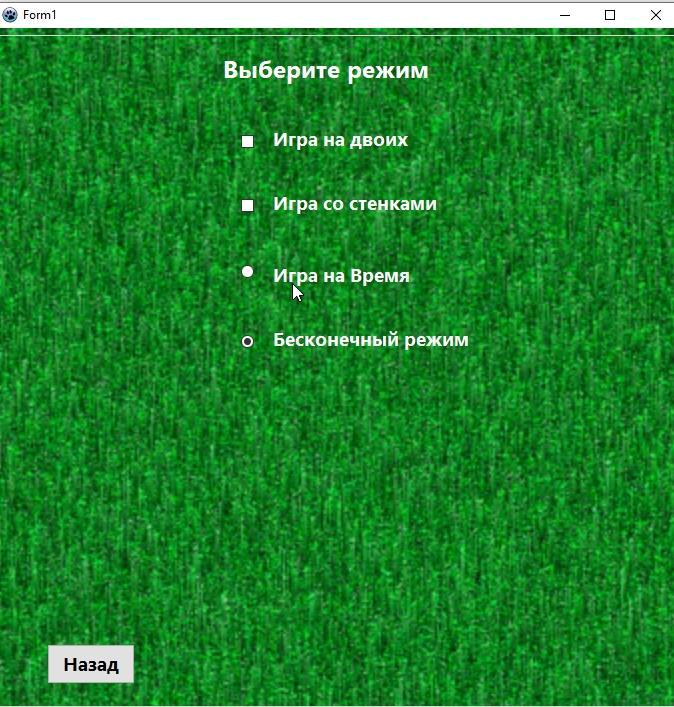 Form1
Выберите режим
Игра на двоих
Игра со стенками
Игра на Время
Бесконечный режим
Назад